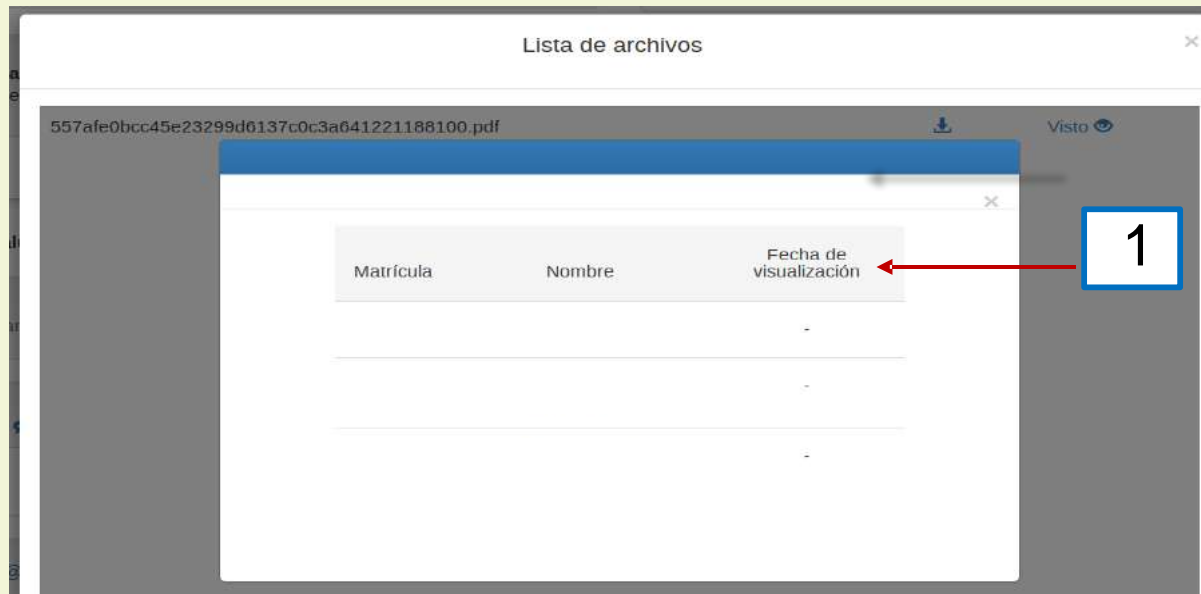 Lista de archivos
×
557afe0bcc45e23299d6137c0c3a641221188100.pdf Visto
×
Matrícula Nombre Fecha de visualización
1
-
-
-